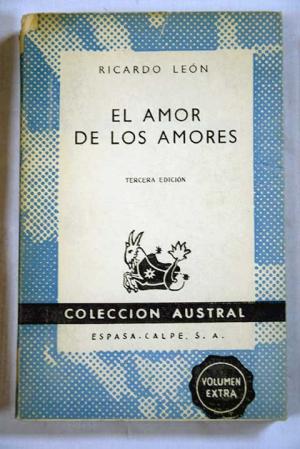 RICARDO LEÓN
EL AMOR
DE LOS AMORES
TERCERA EDICIÓN
COLECCION AUSTRAL
ESPASA-CALPE, S. A.
VOLUMEN
EXTRA